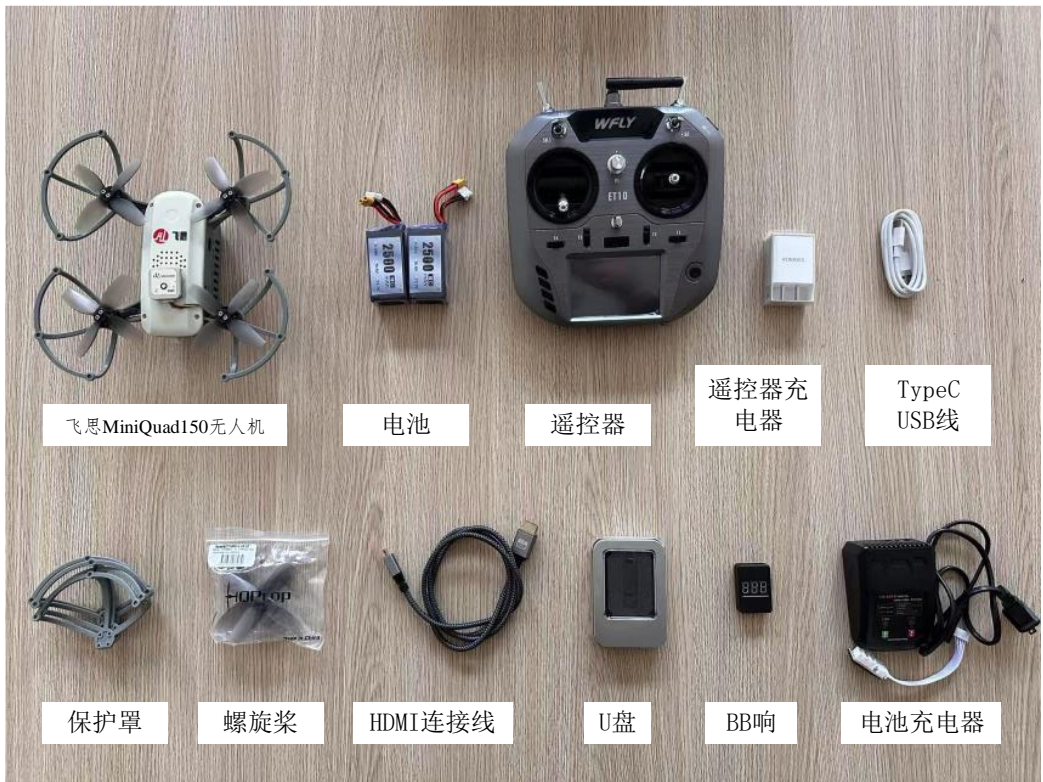 WFLY
ET10
2500
2500
飞思MiniQuad150无人机
电池
遥控器
遥控器充
电器
TypeC
USB线
HQProp
888
保护罩
螺旋桨
HDMI连接线
U盘
BB响
电池充电器